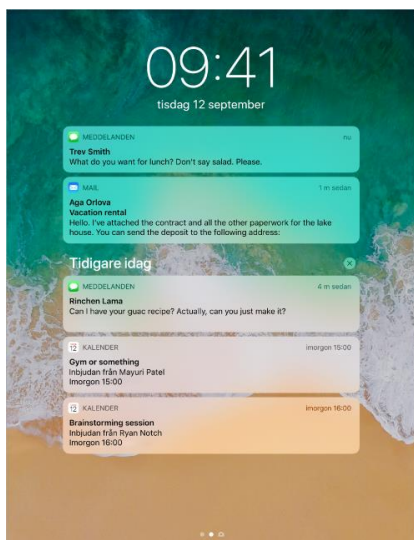 09:41
tisdag 12 september
MEDDELANDEN nu
Trev Smith
What do you want for lunch? Don't say salad. Please.
MAIL 1 m sedan
Aga Orlova
Vacation rental
Hello. I've attached the contract and all the other paperwork for the lake
house. You can send the deposit to the following address:
Tidigare idag
MEDDELANDEN 4 m sedan
Rinchen Lama
Can I have your guac recipe? Actually, can you just make it?
12 KALENDER imorgon 15:00
Gym or something
Inbjudan från Mayuri Patel
Imorgon 15:00
12 KALENDER imorgon 16:00
Brainstorming session
Inbjudan från Ryan Notch
Imorgon 16:00